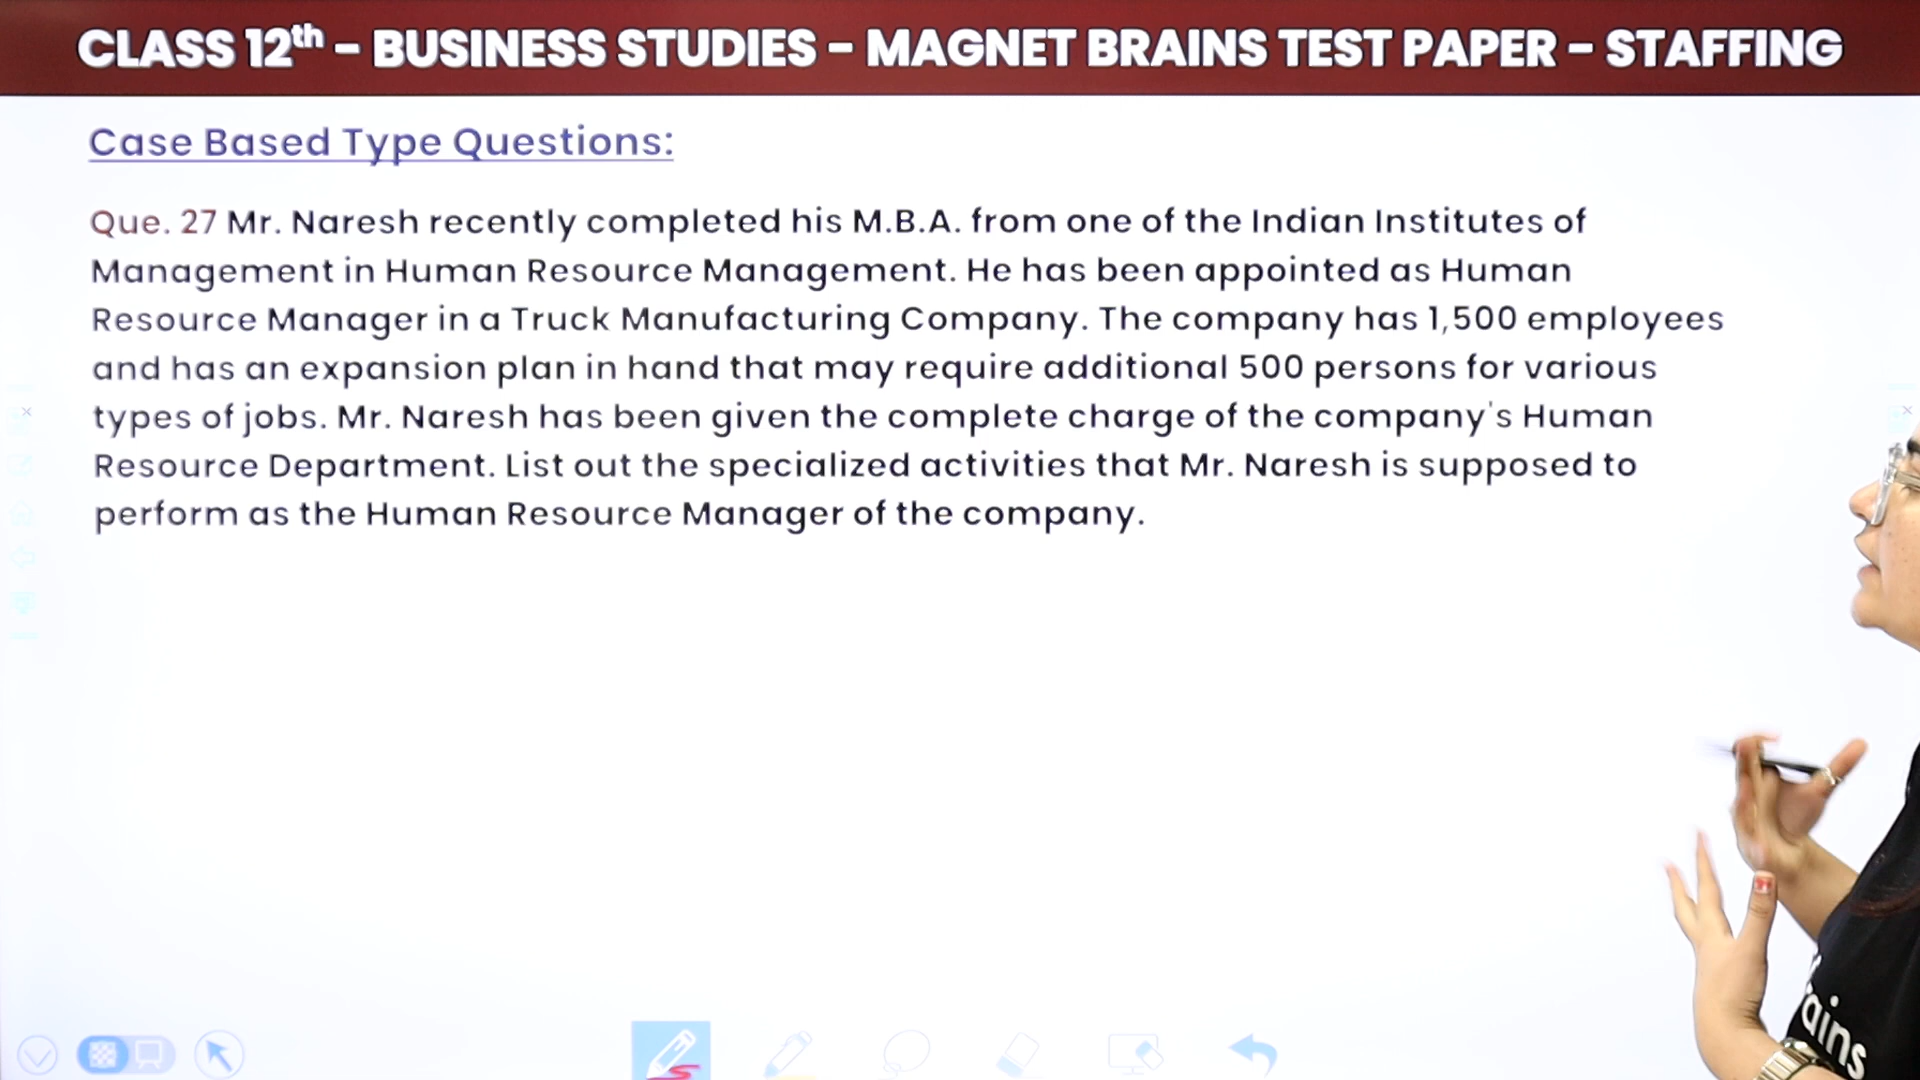 CLASS 12th – BUSINESS STUDIES – MAGNET BRAINS TEST PAPER – STAFFING
Case Based Type Questions:
Que. 27 Mr. Naresh recently completed his M.B.A. from one of the Indian Institutes of
Management in Human Resource Management. He has been appointed as Human
Resource Manager in a Truck Manufacturing Company. The company has 1,500 employees
and has an expansion plan in hand that may require additional 500 persons for various
types of jobs. Mr. Naresh has been given the complete charge of the company's Human
Resource Department. List out the specialized activities that Mr. Naresh is supposed to
perform as the Human Resource Manager of the company.